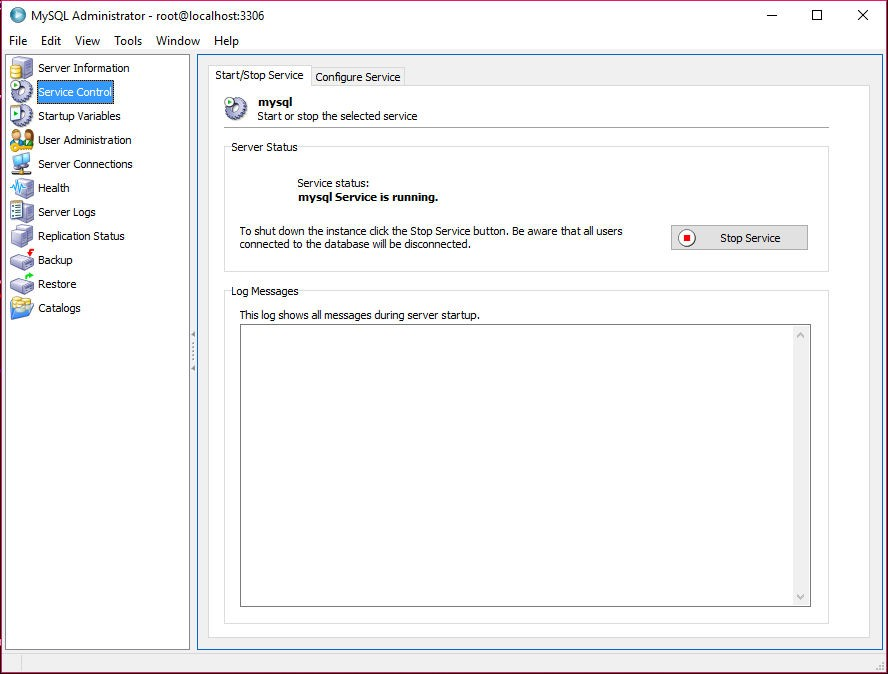 MySQL Administrator - root@localhost:3306
File Edit View Tools Window Help
Server Information
Service Control
Startup Variables
User Administration
Server Connections
Health
Server Logs
Replication Status
Backup
Restore
Catalogs
Start/Stop Service
Configure Service
mysql
Start or stop the selected service
Server Status
Service status:
mysql Service is running.
To shut down the instance click the Stop Service button. Be aware that all users
connected to the database will be disconnected.
Stop Service
Log Messages
This log shows all messages during server startup.